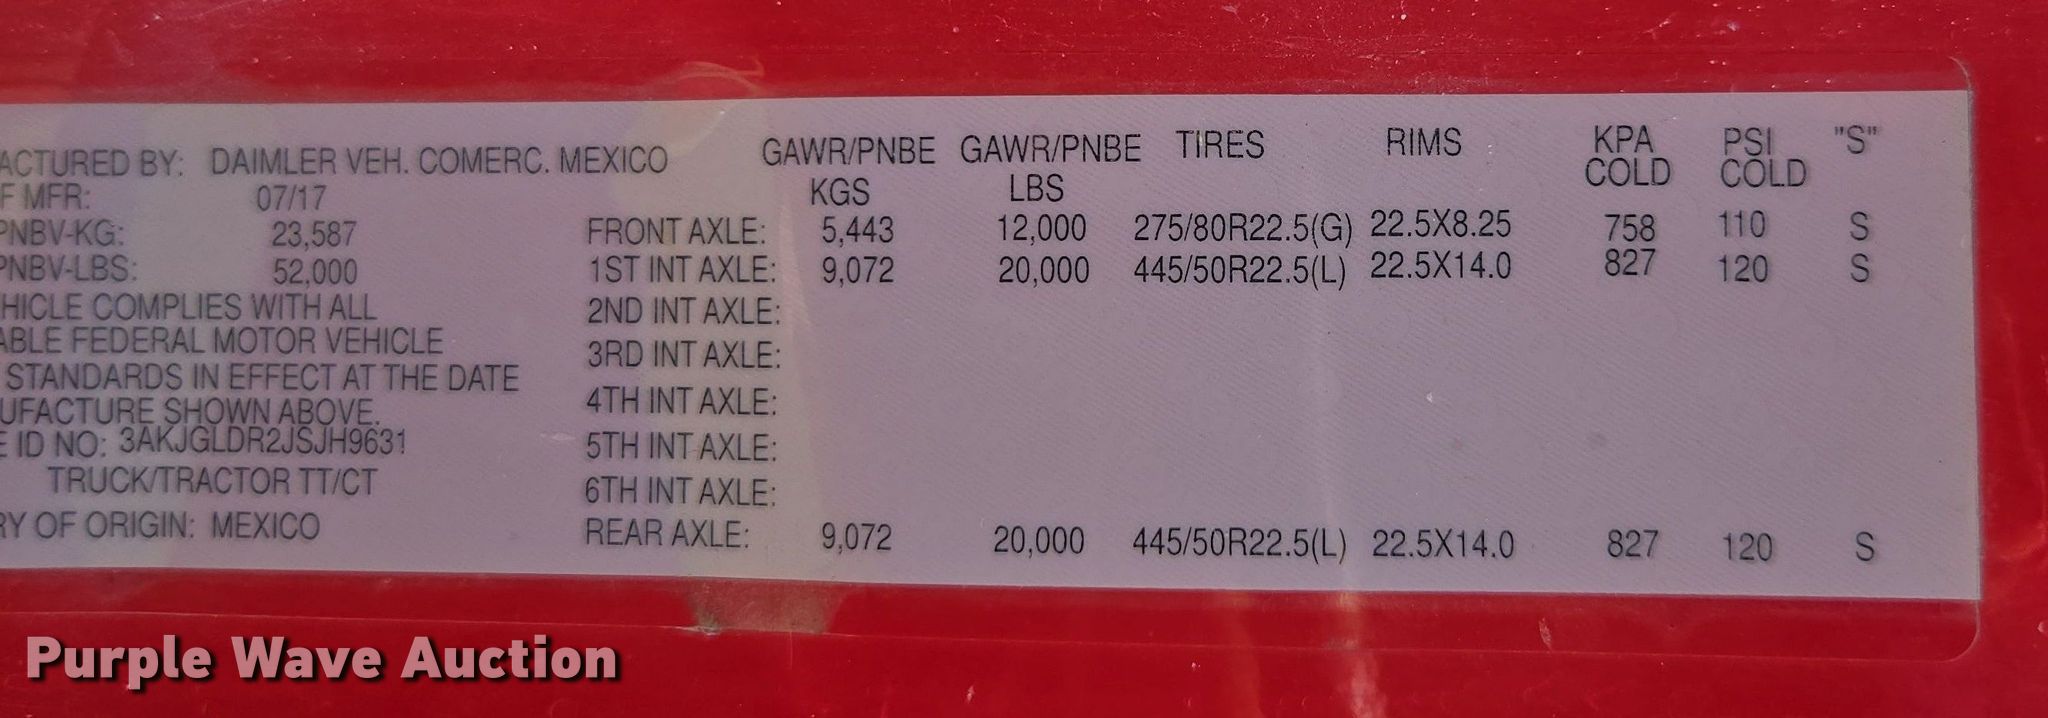 ACTURED BY: DAIMLER VEH. COMERC. MEXICO
F MFR: 07/17
PNBV-KG: 23,587
PNBV-LBS: 52,000
HICLE COMPLIES WITH ALL
ABLE FEDERAL MOTOR VEHICLE
STANDARDS IN EFFECT AT THE DATE
UFACTURE SHOWN ABOVE.
E ID NO: 3AKJGLDR2JSJH9631
TRUCK/TRACTOR TT/CT
RY OF ORIGIN: MEXICO
GAWR/PNBE GAWR/PNBE TIRES RIMS KPA PSI "S"
KGS LBS COLD COLD
FRONT AXLE: 5,443 12,000 275/80R22.5(G) 22.5X8.25 758 110 S
1ST INT AXLE: 9,072 20,000 445/50R22.5(L) 22.5X14.0 827 120 S
2ND INT AXLE:
3RD INT AXLE:
4TH INT AXLE:
5TH INT AXLE:
6TH INT AXLE:
REAR AXLE: 9,072 20,000 445/50R22.5(L) 22.5X14.0 827 120 S
Purple Wave Auction